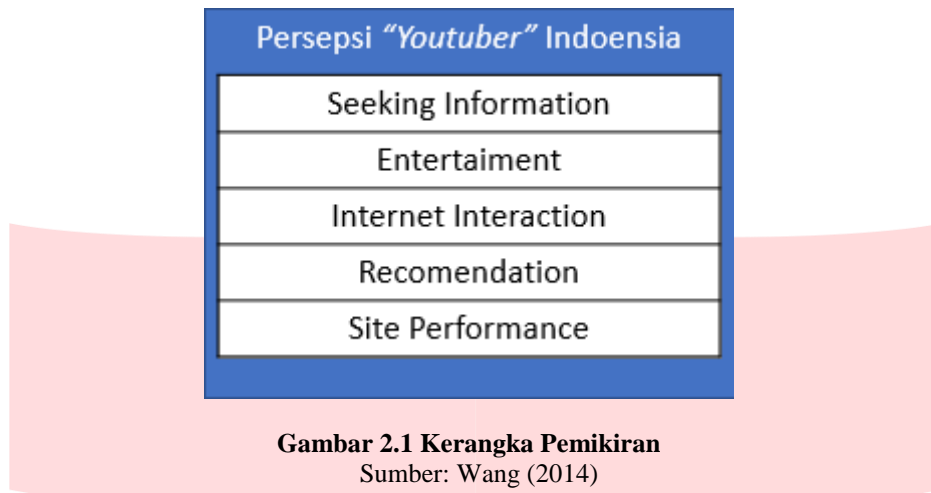 Persepsi “Youtuber” Indoensia
Seeking Information
Entertaiment
Internet Interaction
Recomendation
Site Performance
Gambar 2.1 Kerangka Pemikiran
Sumber: Wang (2014)